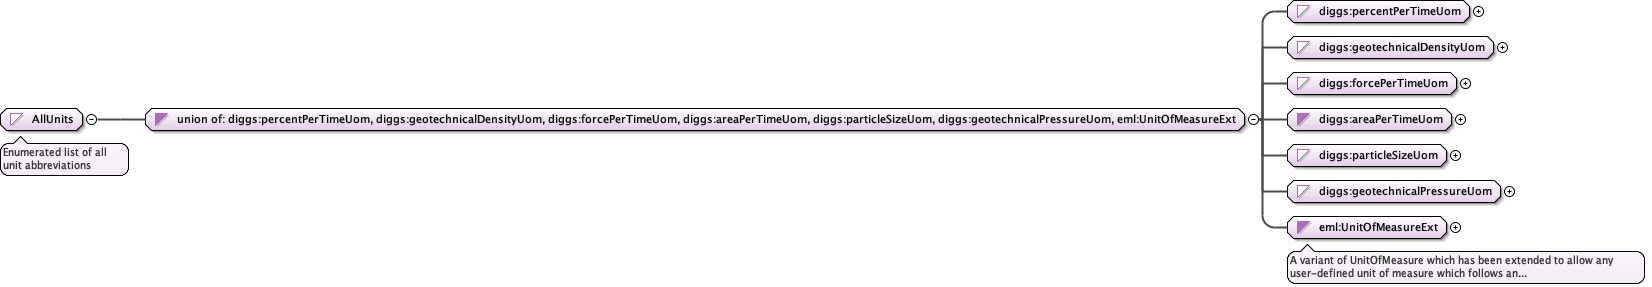 AllUnits
Enumerated list of all
unit abbreviations
union of: diggs:percentPerTimeUom, diggs:geotechnicalDensityUom, diggs:forcePerTimeUom, diggs:areaPerTimeUom, diggs:particleSizeUom, diggs:geotechnicalPressureUom, eml:UnitOfMeasureExt
diggs:percentPerTimeUom
diggs:geotechnicalDensityUom
diggs:forcePerTimeUom
diggs:areaPerTimeUom
diggs:particleSizeUom
diggs:geotechnicalPressureUom
eml:UnitOfMeasureExt
A variant of UnitOfMeasure which has been extended to allow any
user-defined unit of measure which follows an...